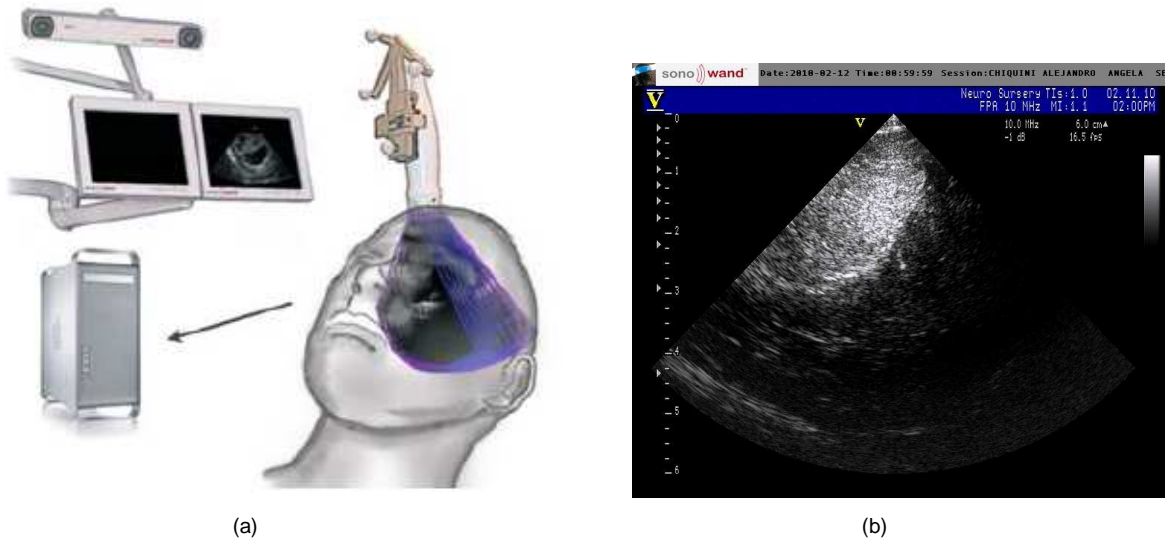 sono)) wand Date:2010-02-12 Time:00:59:59 Session:CHIQUINI ALEJANDRO ANGELA SE
V Neuro Sursery TIs:1.0 02.11.10
FPA 10 MHz MI:1.1 02:00PM
V 10.0 MHz 6.0 cm
-1 dB 16.5 fps
0
1
2
3
4
5
6
(a) (b)